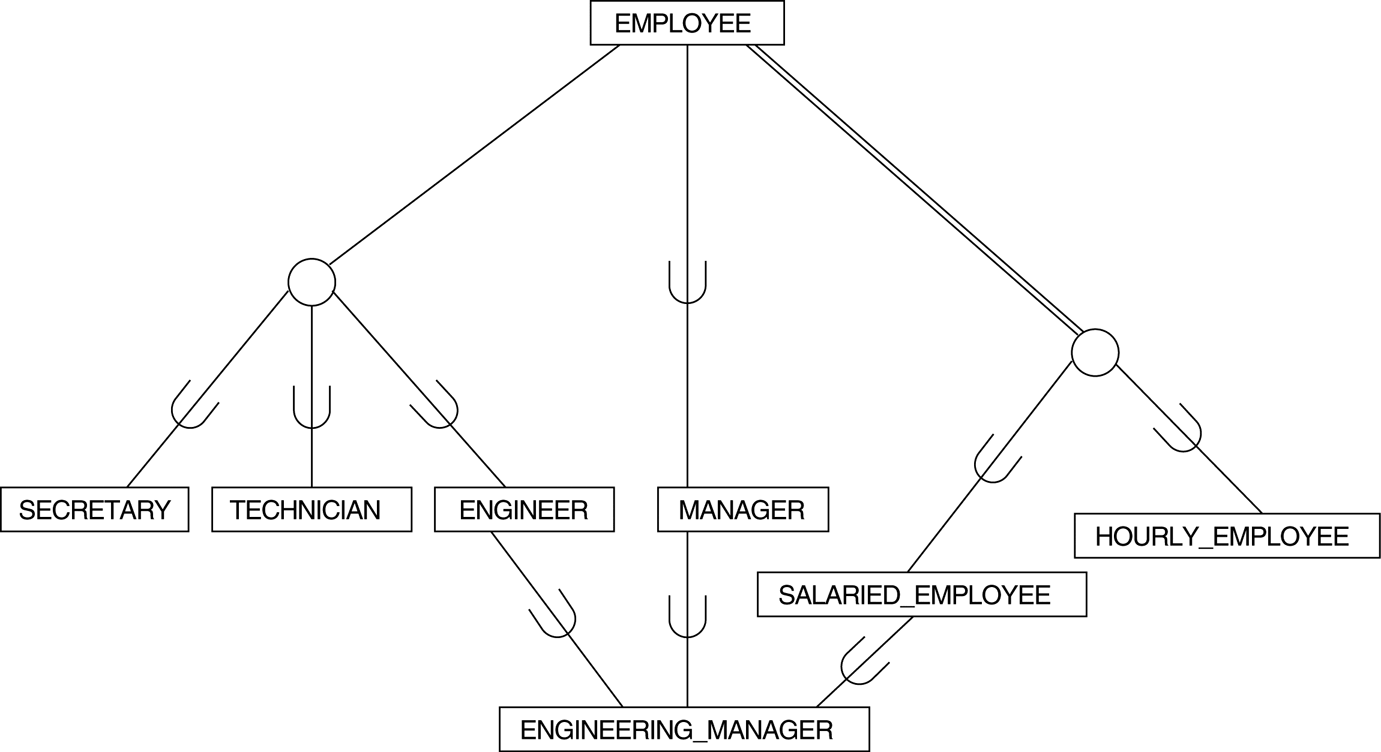 EMPLOYEE
SECRETARY
TECHNICIAN
ENGINEER
MANAGER
HOURLY_EMPLOYEE
SALARIED_EMPLOYEE
ENGINEERING_MANAGER